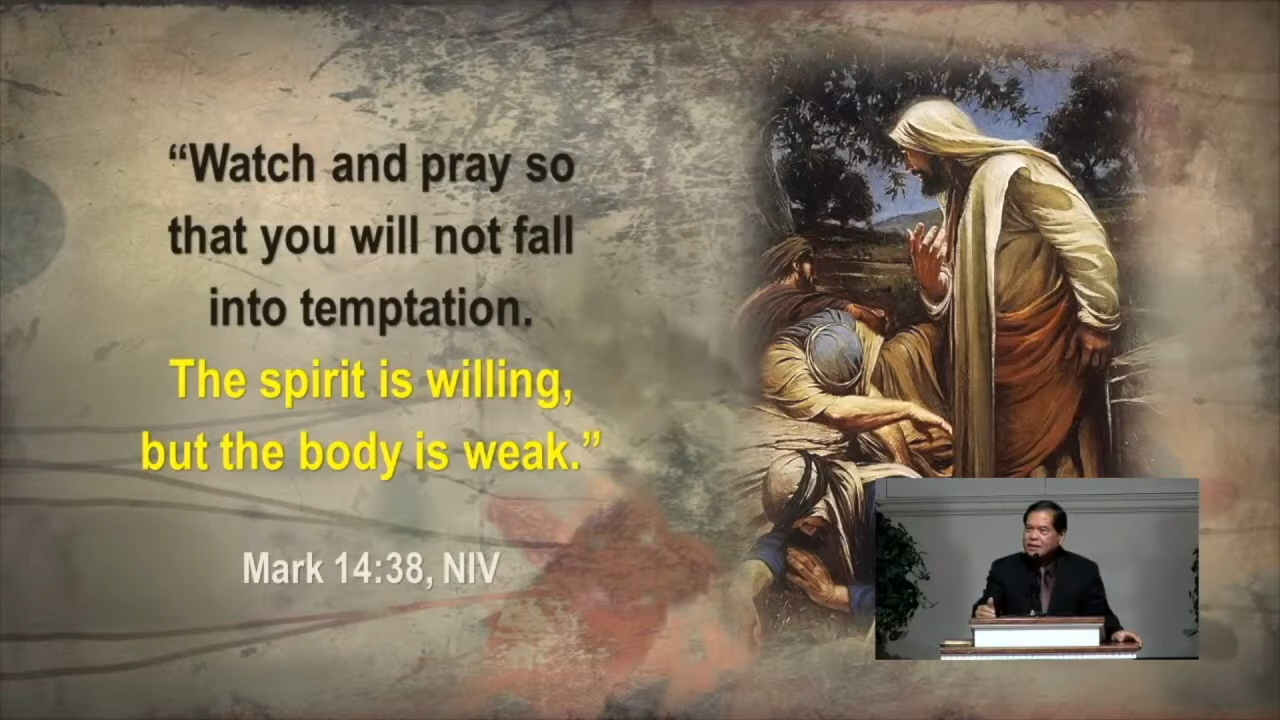 “Watch and pray so
that you will not fall
into temptation.
The spirit is willing,
but the body is weak.”
Mark 14:38, NIV